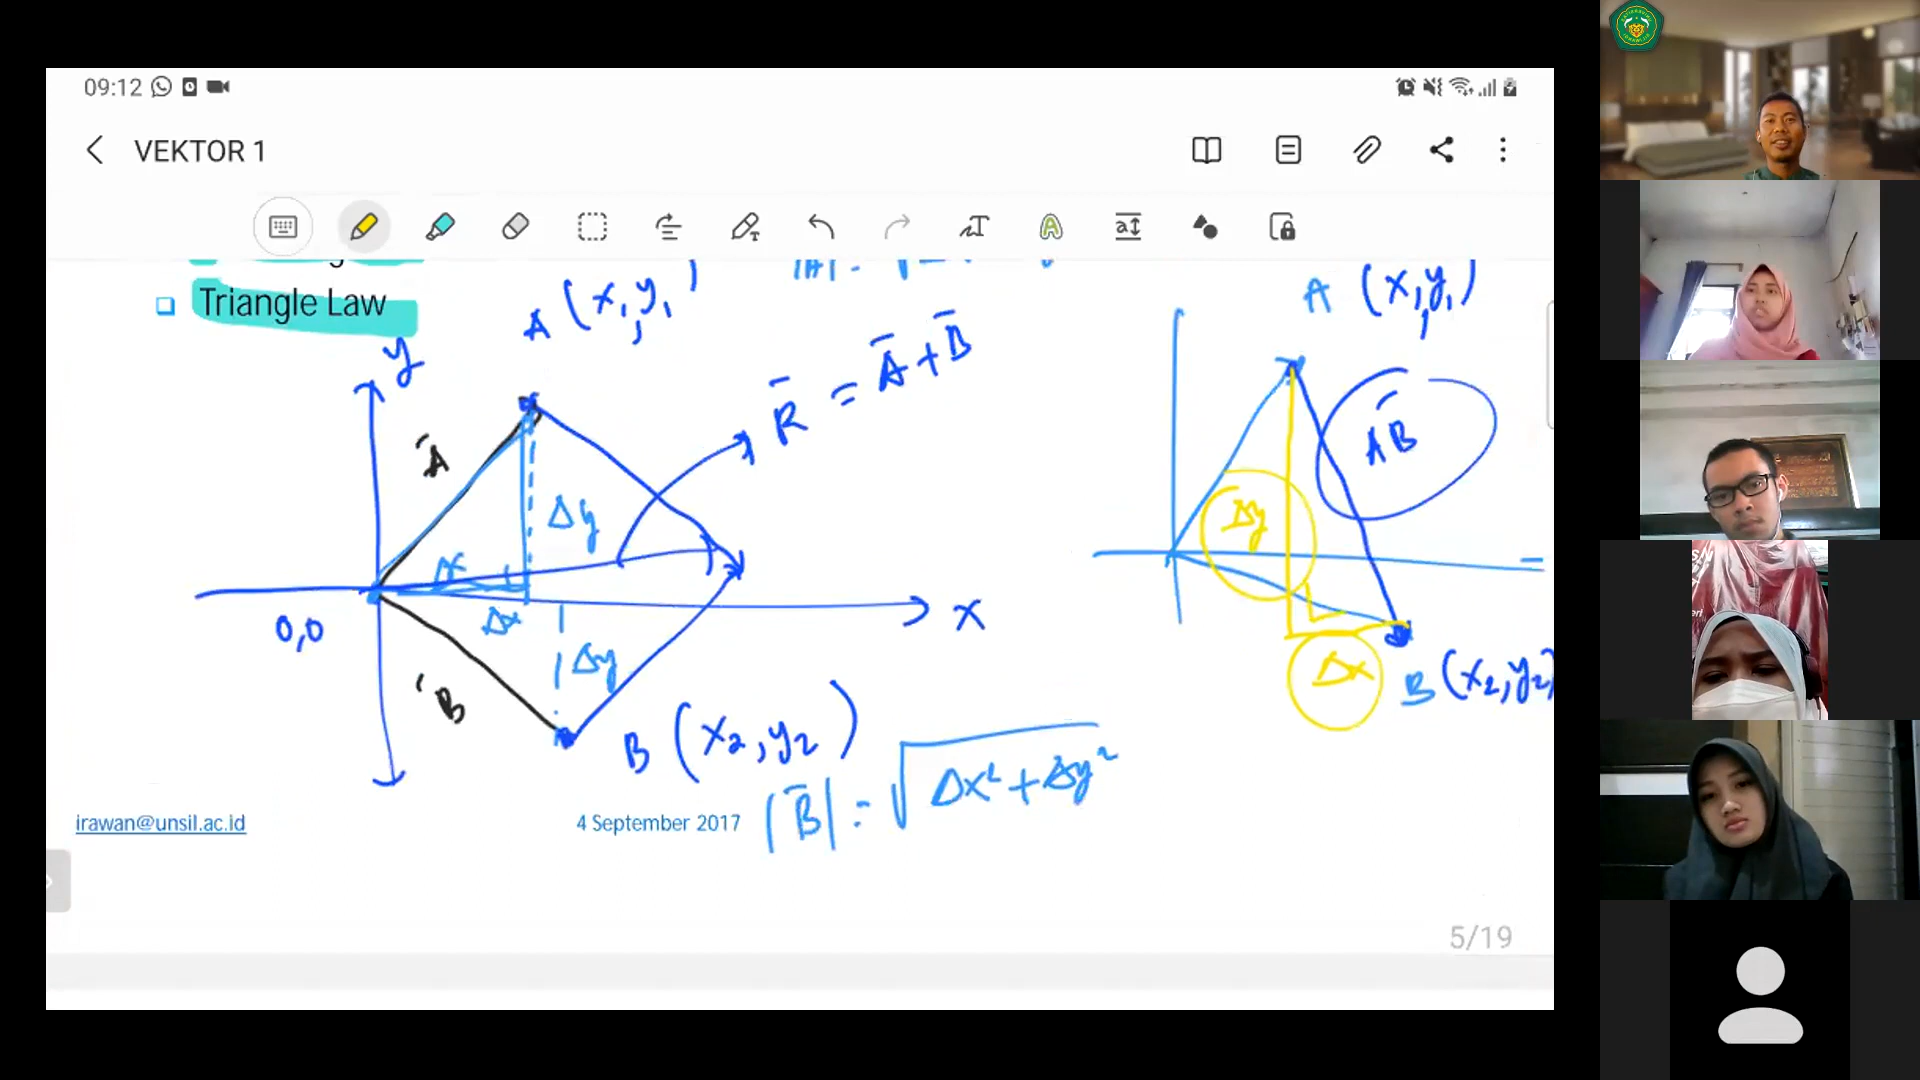 09:12
VEKTOR 1
Triangle Law
A (x₁, y₁)
y
R̄ = Ā + B̄
Ā
Δy
Δx
Δx
0,0
x
Δy
B̄
B (x₂, y₂)
|B̄| = √Δx² + Δy²
A (x₁, y₁)
AB
Δy
Δx
B (x₂, y₂)
irawan@unsil.ac.id
4 September 2017
5/19